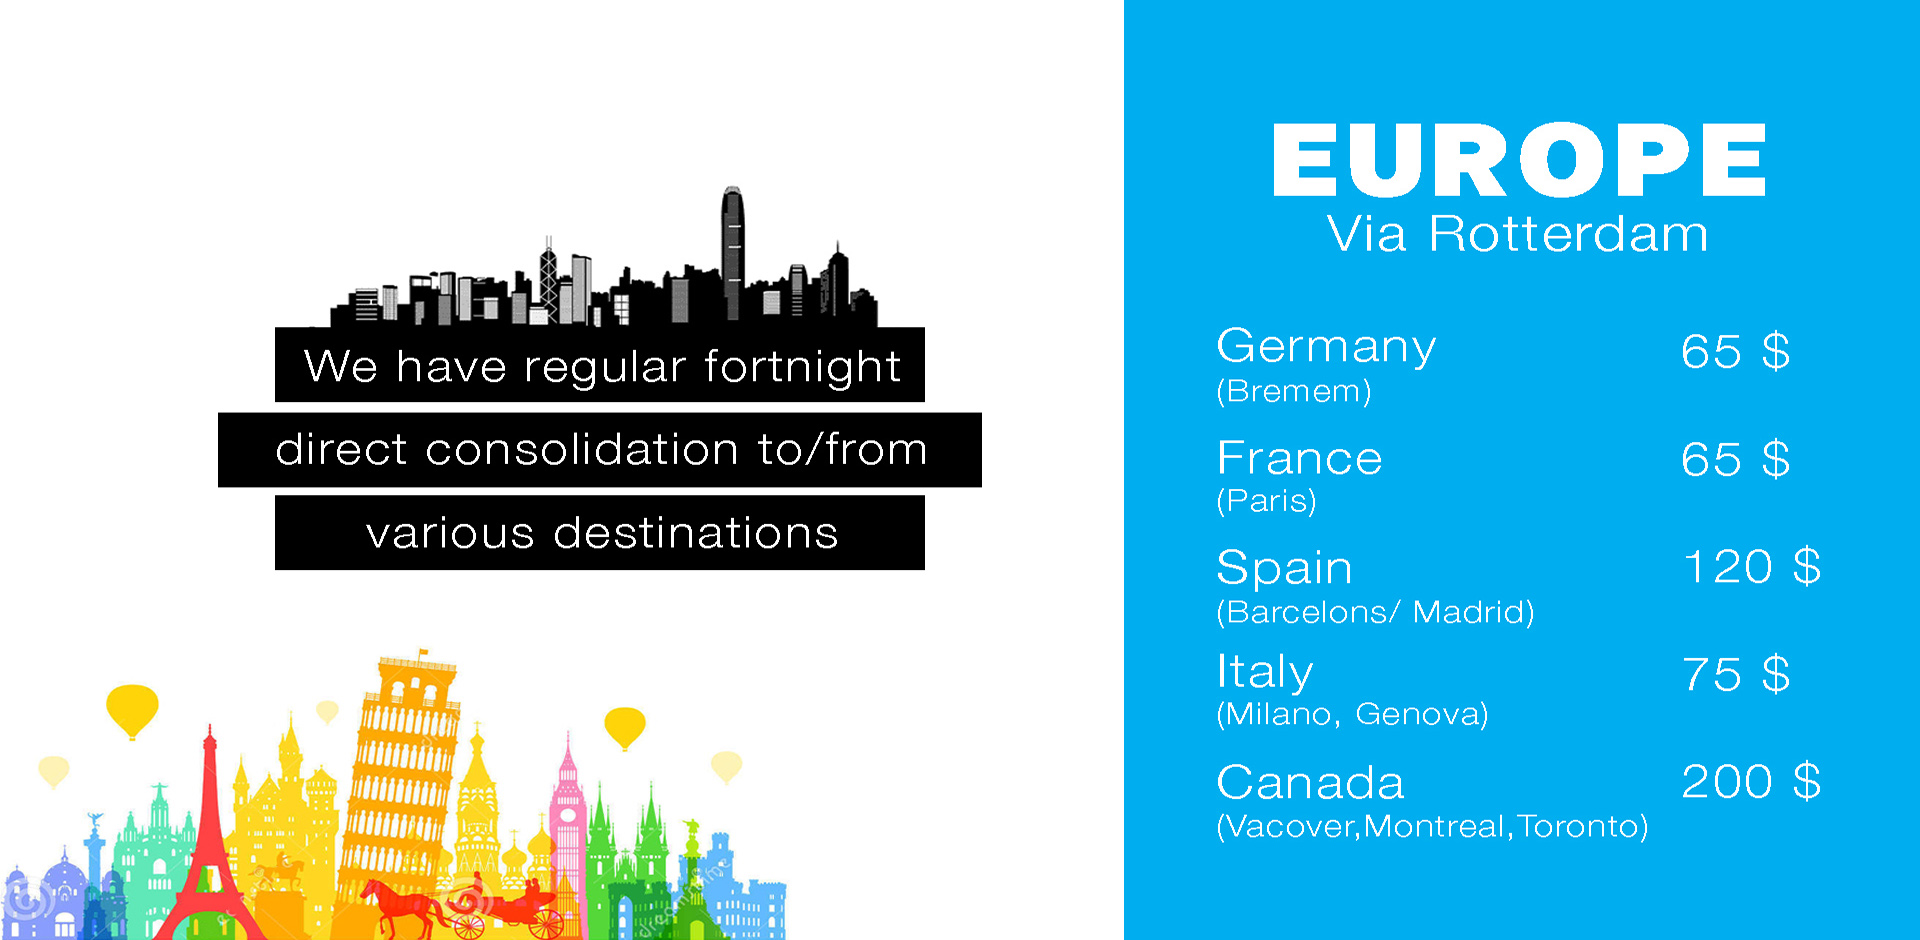 We have regular fortnight
direct consolidation to/from
various destinations
EUROPE
Via Rotterdam
Germany 65 $
(Bremem)
France 65 $
(Paris)
Spain 120 $
(Barcelons/ Madrid)
Italy 75 $
(Milano, Genova)
Canada 200 $
(Vacover,Montreal,Toronto)